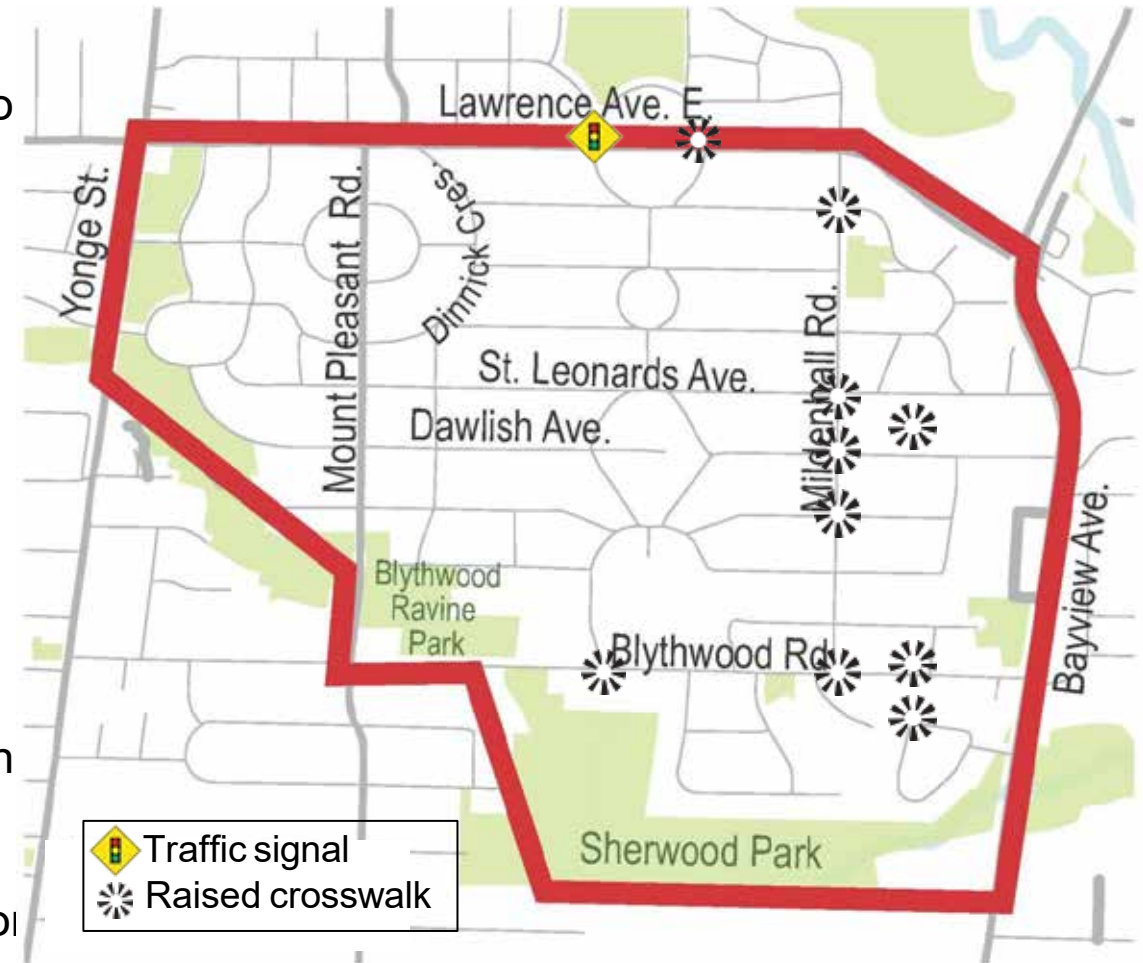 o
Lawrence Ave. E.
Yonge St.
Mount Pleasant Rd.
Dinnick Cres.
Mildenhall Rd.
St. Leonards Ave.
Dawlish Ave.
Bayview Ave.
Blythwood
Ravine
Park
Blythwood Rd.
n
Sherwood Park
Traffic signal
Raised crosswalk